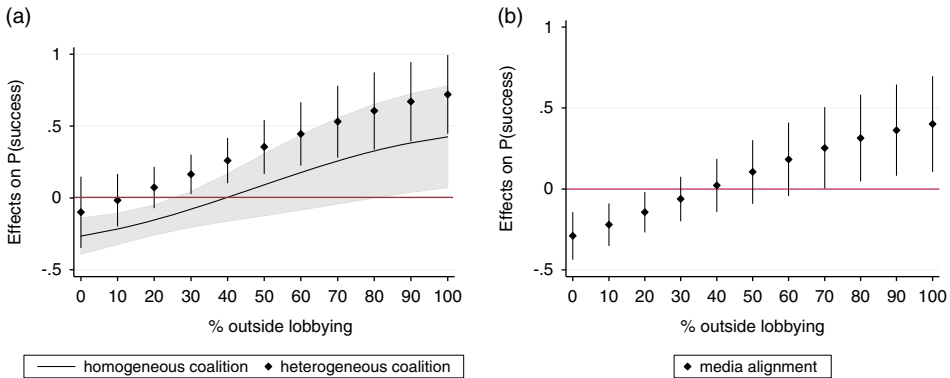 (a)
Effects on P(success)
1
.5
0
-.5
0 10 20 30 40 50 60 70 80 90 100
% outside lobbying
homogeneous coalition heterogeneous coalition
(b)
Effects on P(success)
1
.5
0
-.5
0 10 20 30 40 50 60 70 80 90 100
% outside lobbying
media alignment